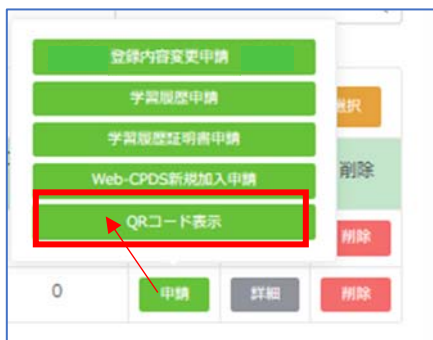 登録内容変更申請
学習履歴申請
選択
学習履歴証明書申請
Web-CPDS新規加入申請
削除
QRコード表示
削除
0
申請
詳細
削除